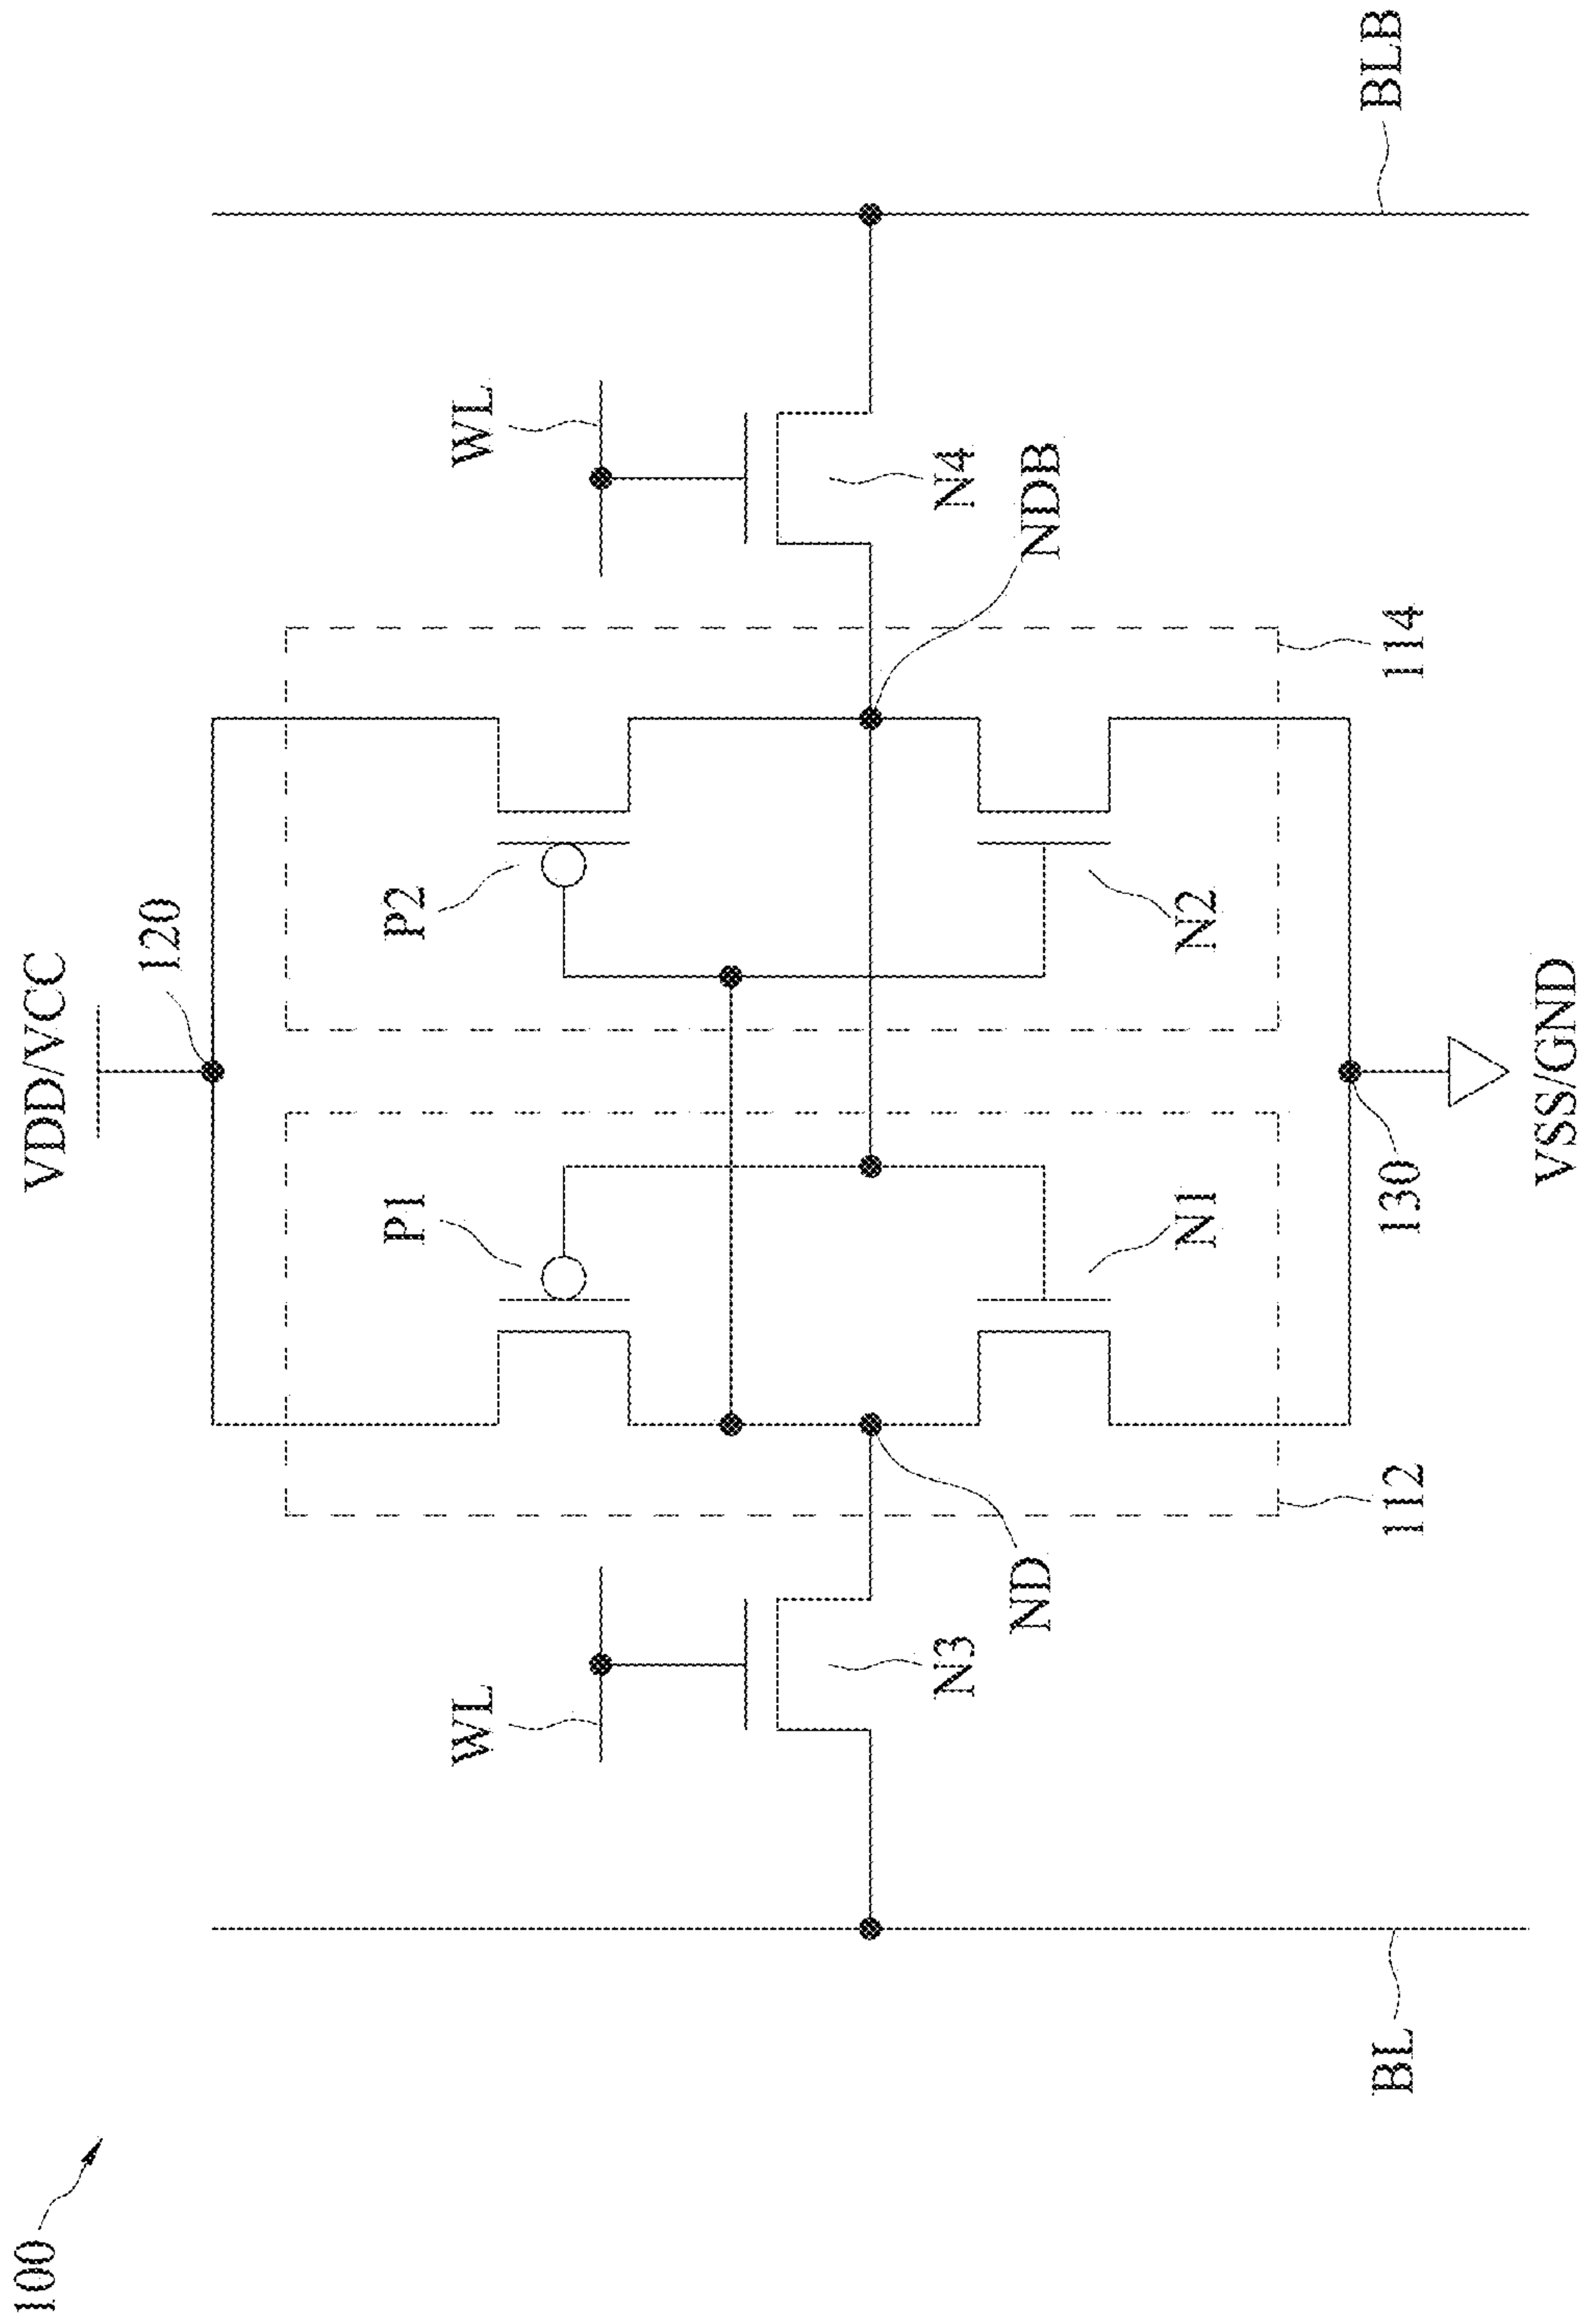 100
VDD/VCC
120
WL
WL
P1
P2
N3
N4
ND
NDB
N1
N2
BL
112
130
114
BLB
VSS/GND